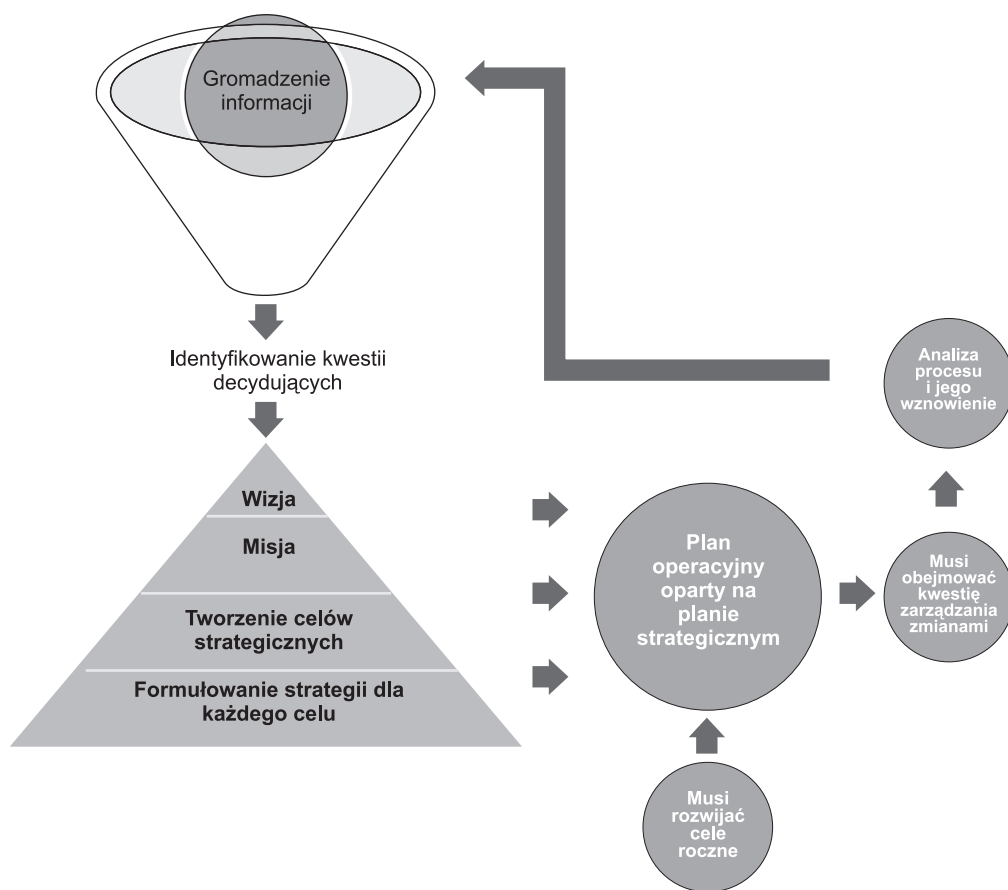 Gromadzenie
informacji
Identyfikowanie kwestii
decydujących
Wizja
Misja
Tworzenie celów
strategicznych
Formułowanie strategii dla
każdego celu
Plan
operacyjny
oparty na
planie
strategicznym
Musi
rozwijać
cele
roczne
Musi
obejmować
kwestię
zarządzania
zmianami
Analiza
procesu
i jego
wznowienie